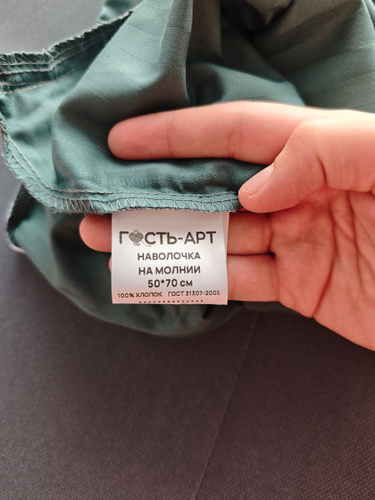 ГОСТЬ-АРТ
НАВОЛОЧКА
НА МОЛНИИ
50*70 СМ
100% ХЛОПОК ГОСТ 31307-2005